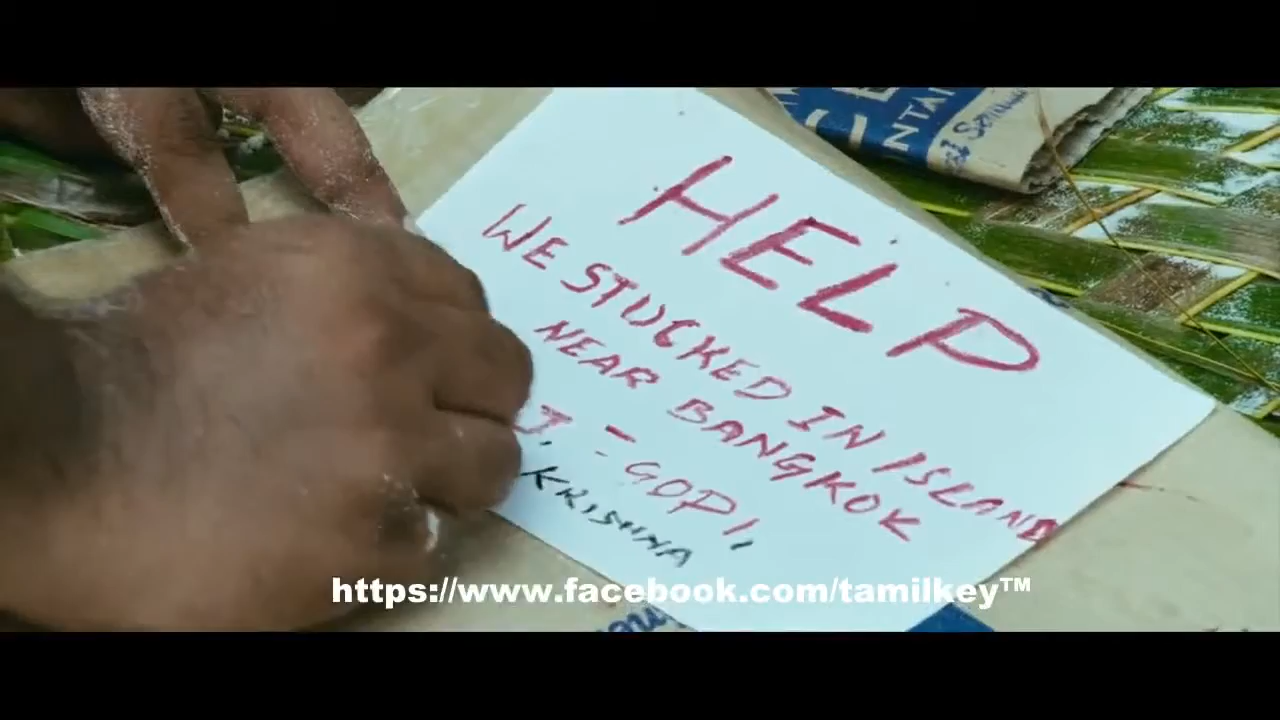 HELP
WE STUCKED IN ISLAND
NEAR BANGKOK
- GOPI,
KRISHNA
https://www.facebook.com/tamilkey™